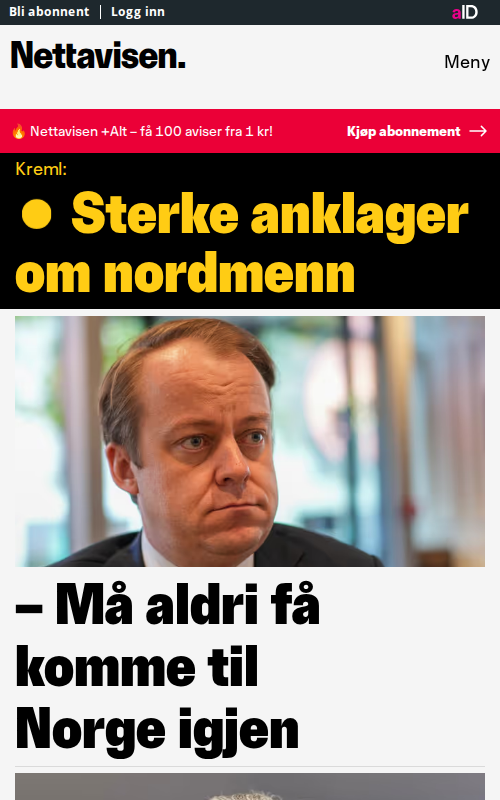 Bli abonnent | Logg inn
aID
Nettavisen.
Meny
🔥 Nettavisen +Alt – få 100 aviser fra 1 kr!
Kjøp abonnement →
Kreml:
● Sterke anklager
om nordmenn
– Må aldri få
komme til
Norge igjen